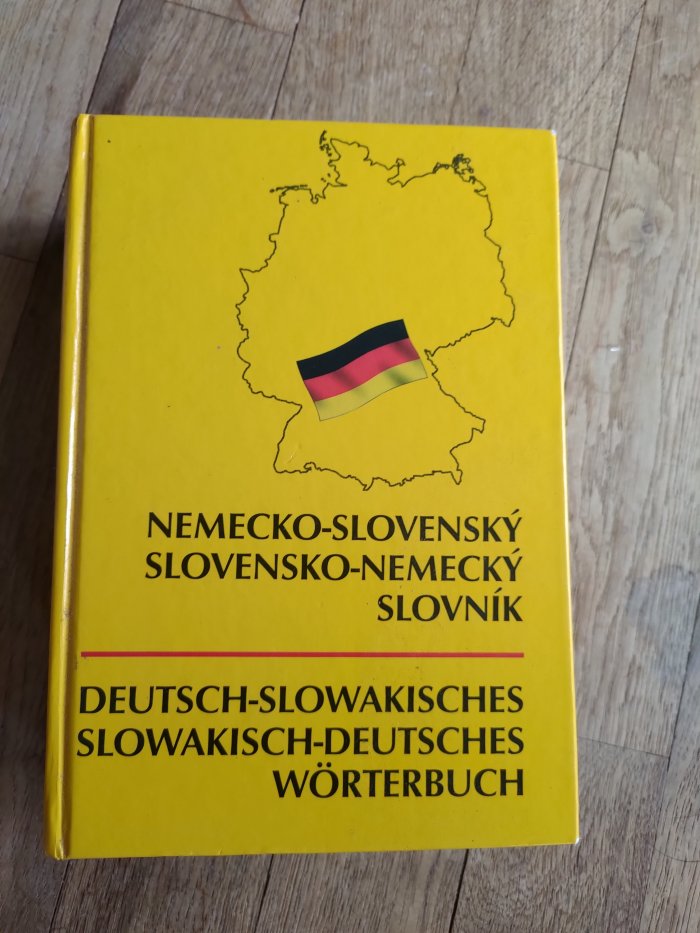 NEMECKO-SLOVENSKÝ
SLOVENSKO-NEMECKÝ
SLOVNÍK
DEUTSCH-SLOWAKISCHES
SLOWAKISCH-DEUTSCHES
WÖRTERBUCH